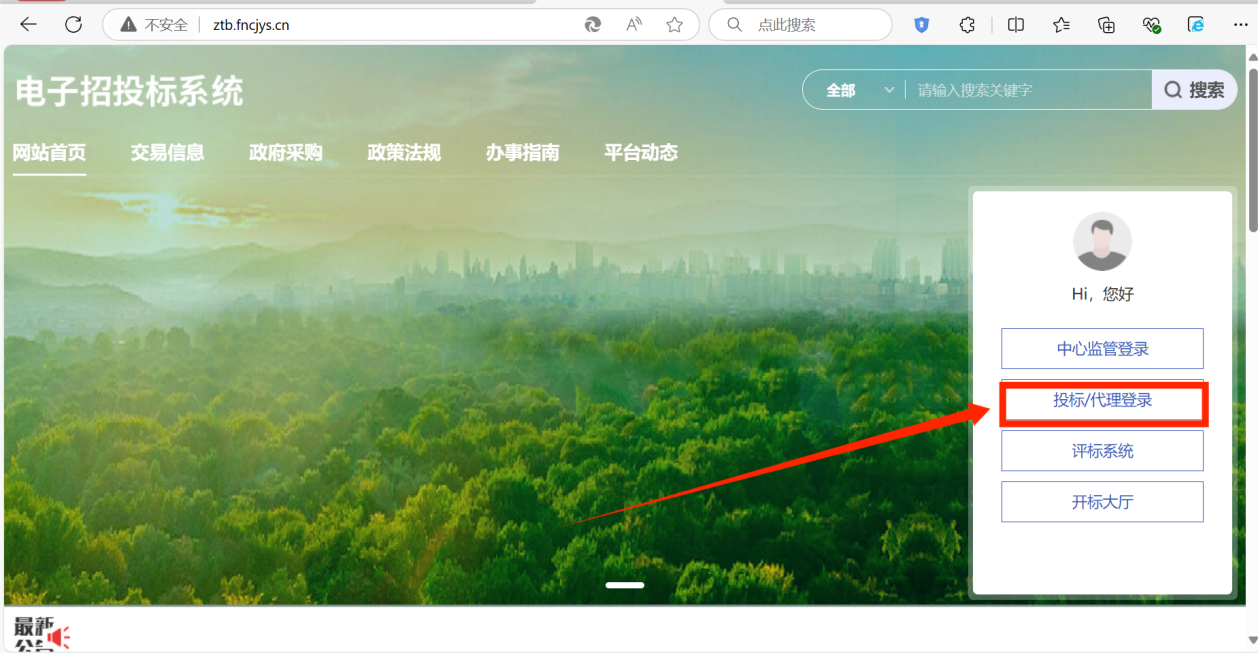 不安全 ztb.fncjys.cn 点此搜索
电子招投标系统
全部 请输入搜索关键字 搜索
网站首页 交易信息 政府采购 政策法规 办事指南 平台动态
Hi，您好
中心监管登录
投标/代理登录
评标系统
开标大厅
最新
公告